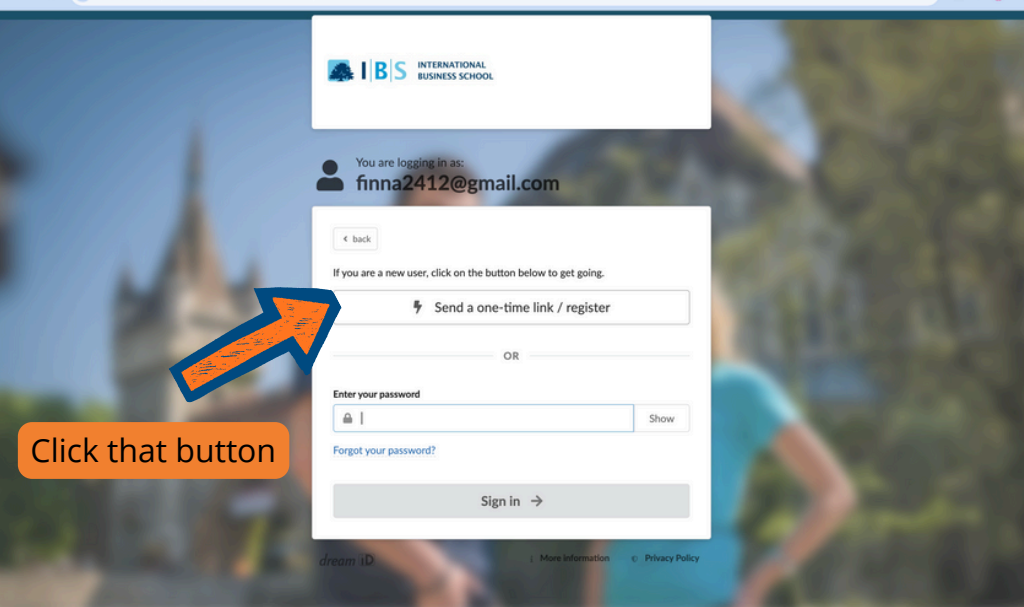 IBS INTERNATIONAL
BUSINESS SCHOOL
You are logging in as:
finna2412@gmail.com
back
If you are a new user, click on the button below to get going.
Send a one-time link / register
OR
Enter your password
Show
Forgot your password?
Click that button
Sign in →
dream iD
More information
Privacy Policy